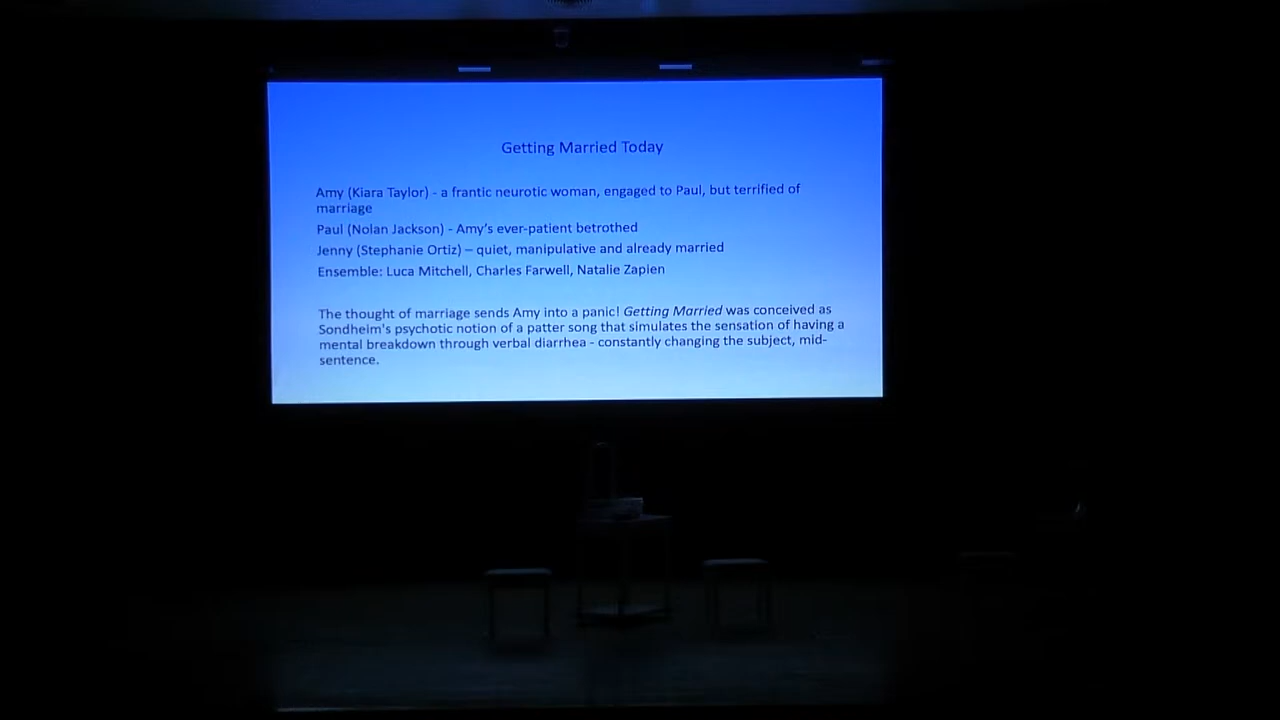 Getting Married Today
Amy (Kiara Taylor) - a frantic neurotic woman, engaged to Paul, but terrified of
marriage
Paul (Nolan Jackson) - Amy's ever-patient betrothed
Jenny (Stephanie Ortiz) – quiet, manipulative and already married
Ensemble: Luca Mitchell, Charles Farwell, Natalie Zapien
The thought of marriage sends Amy into a panic! Getting Married was conceived as
Sondheim's psychotic notion of a patter song that simulates the sensation of having a
mental breakdown through verbal diarrhea - constantly changing the subject, mid-
sentence.